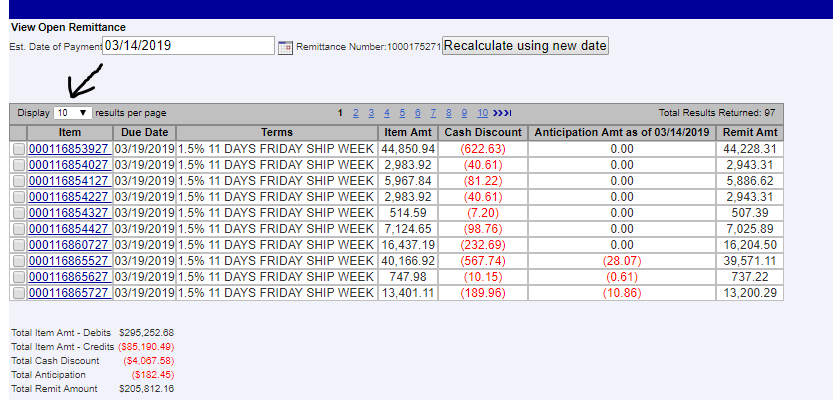 View Open Remittance
Est. Date of Payment 03/14/2019 Remittance Number:1000175271 Recalculate using new date
Display 10 ▼ results per page 1 2 3 4 5 6 7 8 9 10 Total Results Returned: 97
Item Due Date Terms Item Amt Cash Discount Anticipation Amt as of 03/14/2019 Remit Amt
000116853927 03/19/2019 1.5% 11 DAYS FRIDAY SHIP WEEK 44,850.94 (622.63) 0.00 44,228.31
000116854027 03/19/2019 1.5% 11 DAYS FRIDAY SHIP WEEK 2,983.92 (40.61) 0.00 2,943.31
000116854127 03/19/2019 1.5% 11 DAYS FRIDAY SHIP WEEK 5,967.84 (81.22) 0.00 5,886.62
000116854227 03/19/2019 1.5% 11 DAYS FRIDAY SHIP WEEK 2,983.92 (40.61) 0.00 2,943.31
000116854327 03/19/2019 1.5% 11 DAYS FRIDAY SHIP WEEK 514.59 (7.20) 0.00 507.39
000116854427 03/19/2019 1.5% 11 DAYS FRIDAY SHIP WEEK 7,124.65 (98.76) 0.00 7,025.89
000116860727 03/19/2019 1.5% 11 DAYS FRIDAY SHIP WEEK 16,437.19 (232.69) 0.00 16,204.50
000116865527 03/19/2019 1.5% 11 DAYS FRIDAY SHIP WEEK 40,166.92 (567.74) (28.07) 39,571.11
000116865627 03/19/2019 1.5% 11 DAYS FRIDAY SHIP WEEK 747.98 (10.15) (0.61) 737.22
000116865727 03/19/2019 1.5% 11 DAYS FRIDAY SHIP WEEK 13,401.11 (189.96) (10.86) 13,200.29
Total Item Amt - Debits $295,252.68
Total Item Amt - Credits ($85,190.49)
Total Cash Discount ($4,067.58)
Total Anticipation ($182.45)
Total Remit Amount $205,812.16